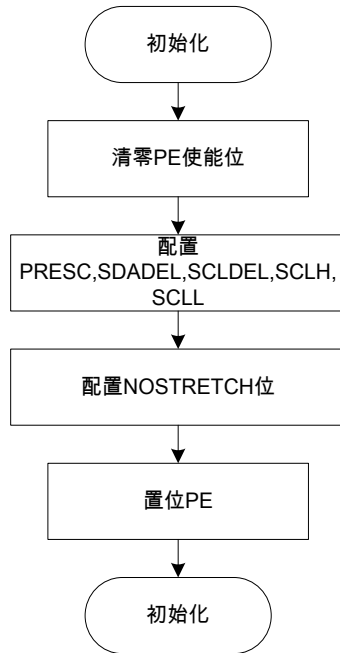 初始化
清零PE使能位
配置
PRESC,SDADEL,SCLDEL,SCLH,
SCLL
配置NOSTRETCH位
置位PE
初始化